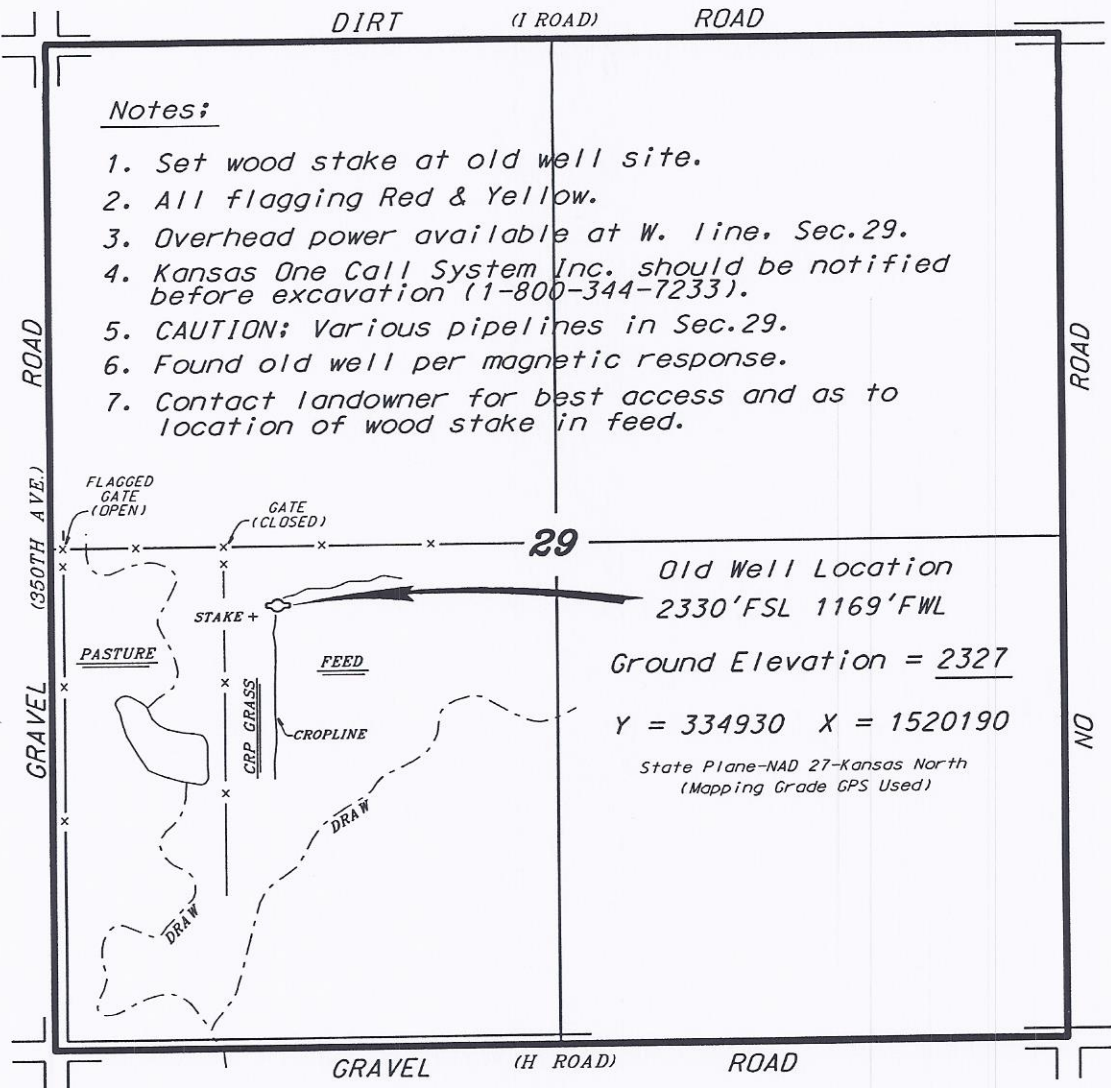 DIRT (I ROAD) ROAD
Notes:
1. Set wood stake at old well site.
2. All flagging Red & Yellow.
3. Overhead power available at W. line, Sec.29.
4. Kansas One Call System Inc. should be notified
before excavation (1-800-344-7233).
5. CAUTION: Various pipelines in Sec.29.
6. Found old well per magnetic response.
7. Contact landowner for best access and as to
location of wood stake in feed.
GRAVEL (350TH AVE.) ROAD
NO ROAD
FLAGGED
GATE
(OPEN)
GATE
(CLOSED)
29
Old Well Location
2330'FSL 1169'FWL
STAKE +
PASTURE
FEED
CRP GRASS
CROPLINE
Ground Elevation = 2327
Y = 334930 X = 1520190
State Plane-NAD 27-Kansas North
(Mapping Grade GPS Used)
DRAW
DRAW
GRAVEL (H ROAD) ROAD